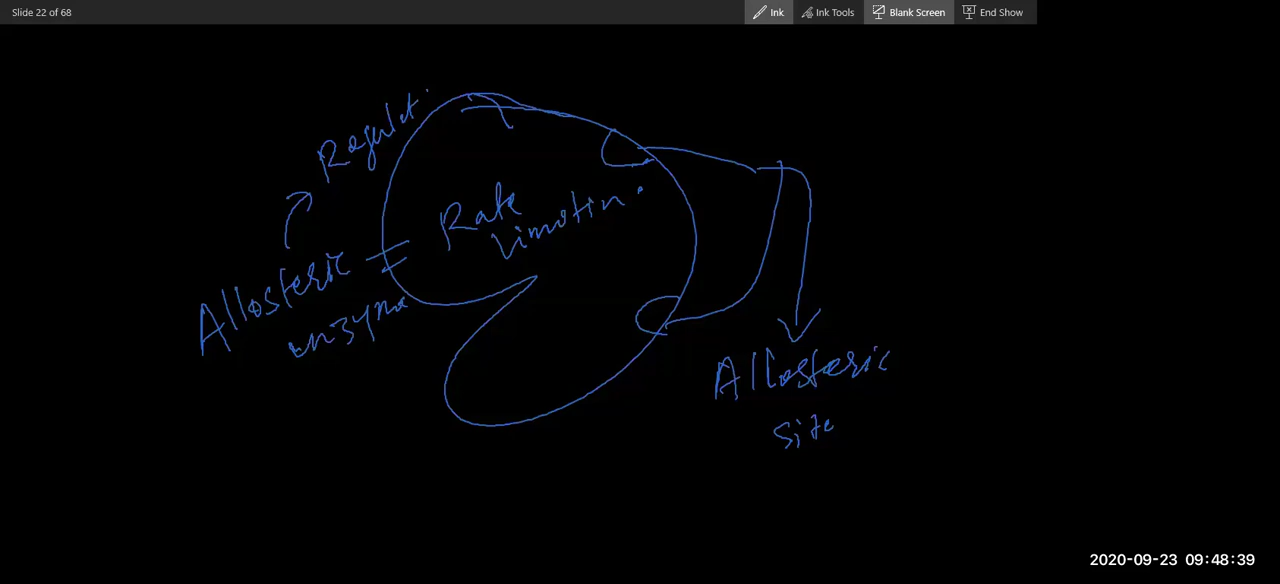 Slide 22 of 68
Ink
Ink Tools
Blank Screen
End Show
Regulat.
Rate
Limiotin.
Allosteric
enzyme
Allosteric
site
2020-09-23 09:48:39